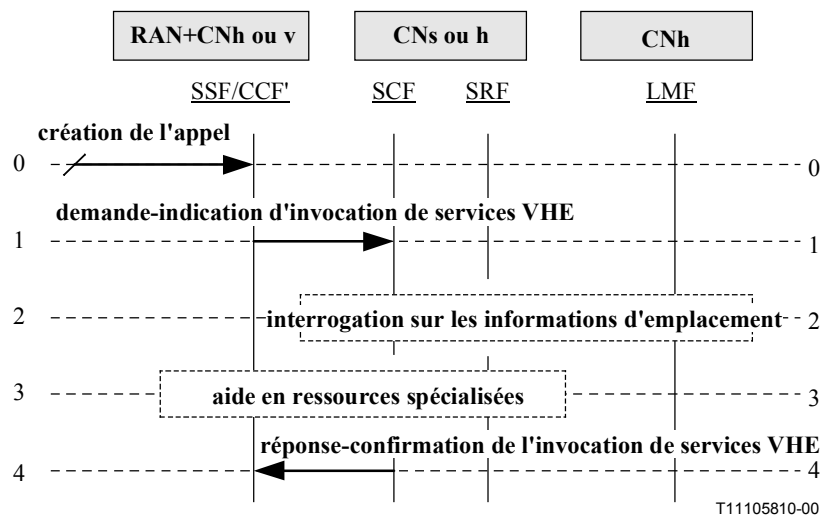 RAN+CNh ou v CNs ou h CNh
SSF/CCF' SCF SRF LMF
création de l'appel
0 0
demande-indication d'invocation de services VHE
1 1
2 interrogation sur les informations d'emplacement 2
3 aide en ressources spécialisées 3
réponse-confirmation de l'invocation de services VHE
4 4
T11105810-00